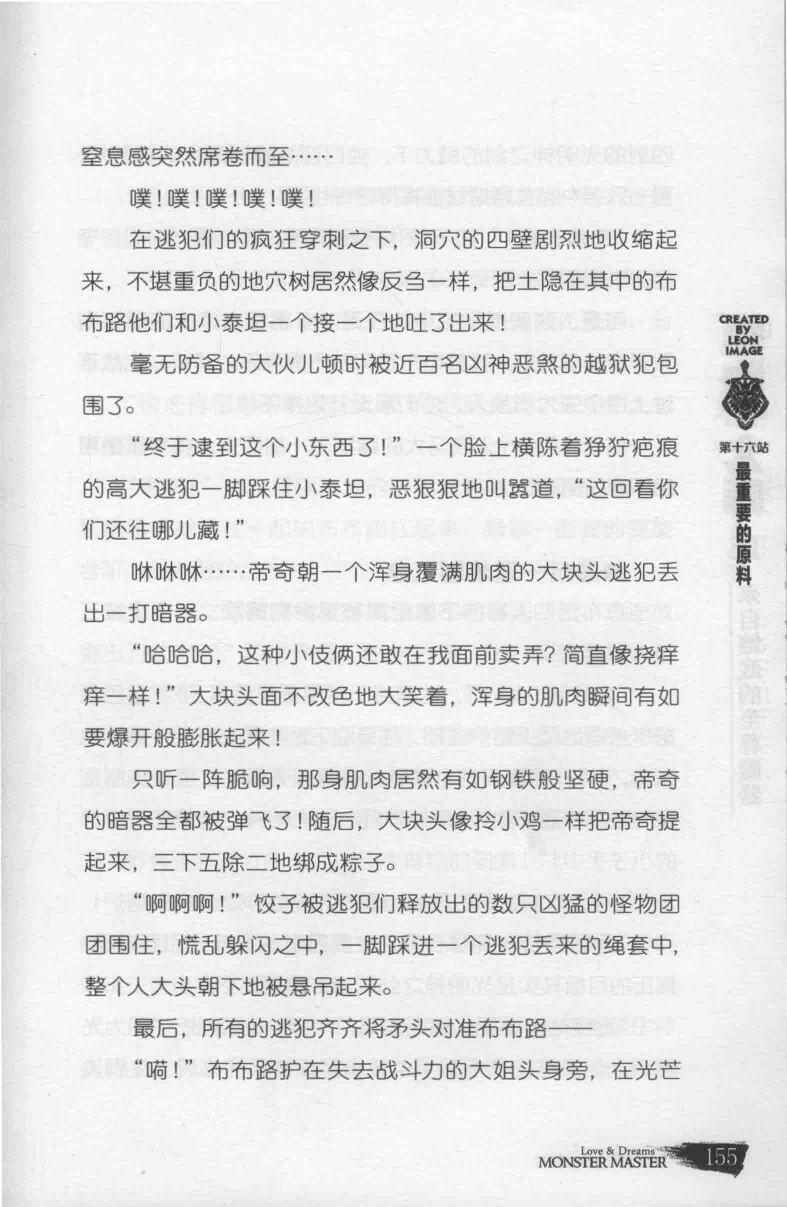 窒息感突然席卷而至……
噗！噗！噗！噗！噗！
在逃犯们的疯狂穿刺之下，洞穴的四壁剧烈地收缩起
来，不堪重负的地穴树居然像反刍一样，把土隐在其中的布
布路他们和小泰坦一个接一个地吐了出来！
毫无防备的大伙儿顿时被近百名凶神恶煞的越狱犯包
围了。
“终于逮到这个小东西了！”一个脸上横陈着狰狞疤痕
的高大逃犯一脚踩住小泰坦，恶狠狠地叫嚣道，“这回看你
们还往哪儿藏！”
咻咻咻……帝奇朝一个浑身覆满肌肉的大块头逃犯丢
出一打暗器。
“哈哈哈，这种小伎俩还敢在我面前卖弄？简直像挠痒
痒一样！”大块头面不改色地大笑着，浑身的肌肉瞬间有如
要爆开般膨胀起来！
只听一阵脆响，那身肌肉居然有如钢铁般坚硬，帝奇
的暗器全都被弹飞了！随后，大块头像拎小鸡一样把帝奇提
起来，三下五除二地绑成粽子。
“啊啊啊！”饺子被逃犯们释放出的数只凶猛的怪物团
团围住，慌乱躲闪之中，一脚踩进一个逃犯丢来的绳套中，
整个人大头朝下地被悬吊起来。
最后，所有的逃犯齐齐将矛头对准布布路——
“嗬！”布布路护在失去战斗力的大姐头身旁，在光芒
CREATED
BY
LEON
IMAGE
第十六站
最重要的原料
Love & Dreams
MONSTER MASTER
155